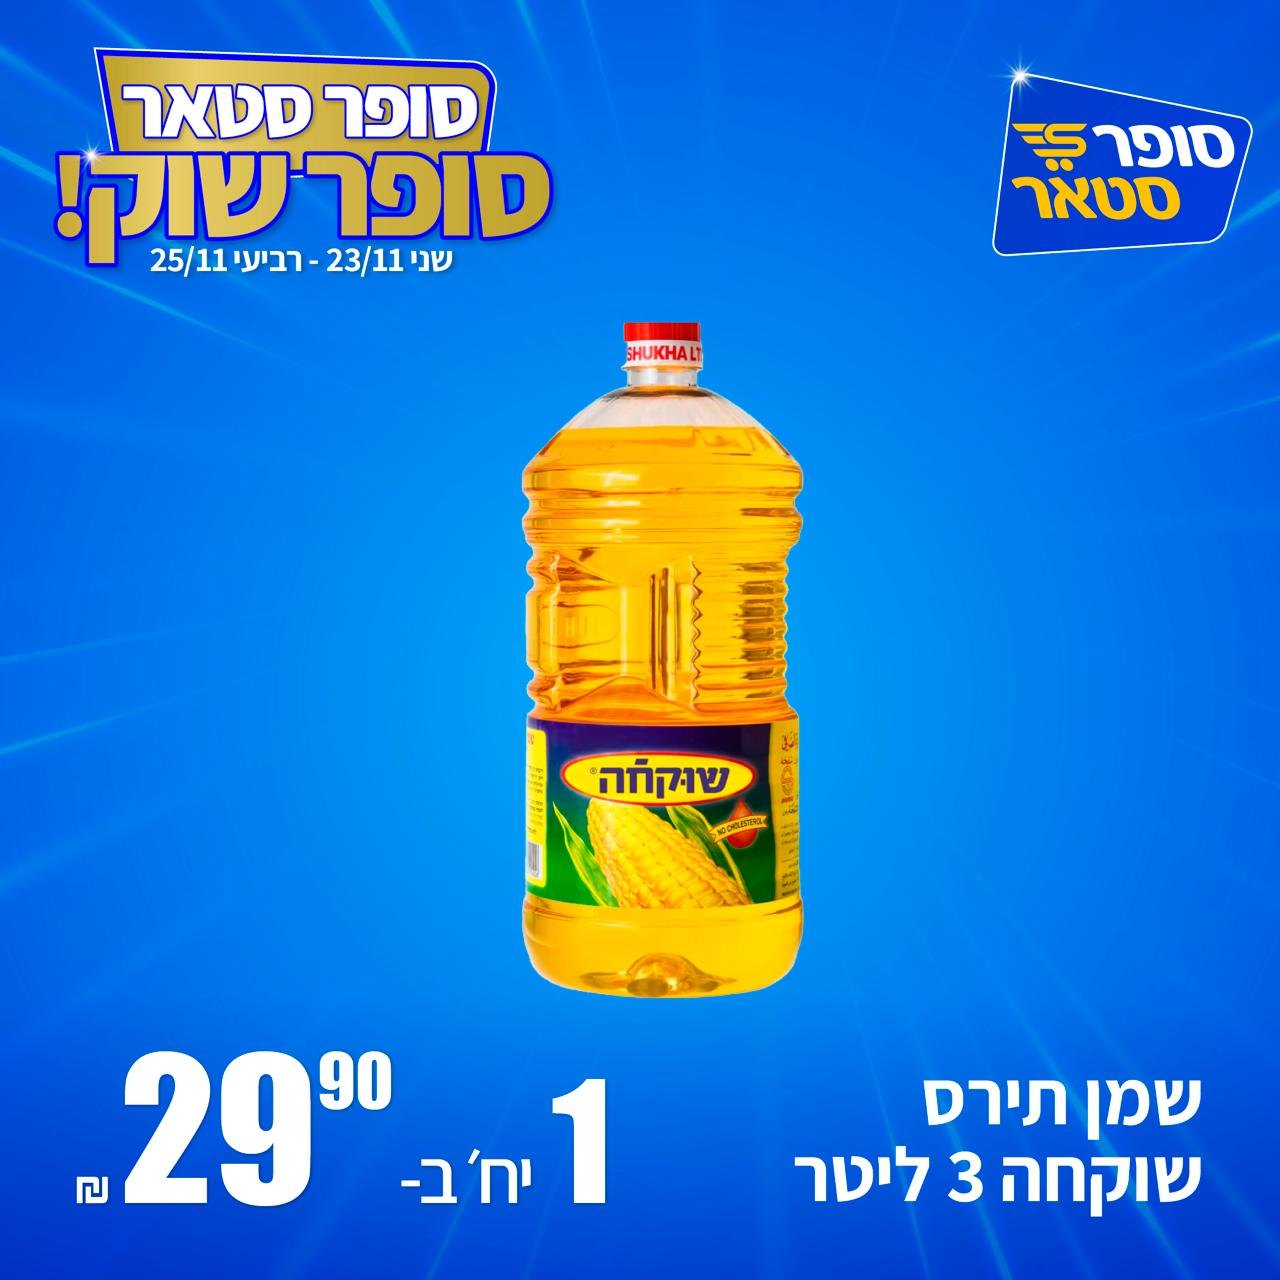 סופר סטאר
סופר שוק!
שני 23/11 - רביעי 25/11
סופר
סטאר
SHUKHA LT
שוקחה®
NO CHOLESTEROL
שמן תירס
שוקחה 3 ליטר
1 יח׳ ב- 29.90 ₪